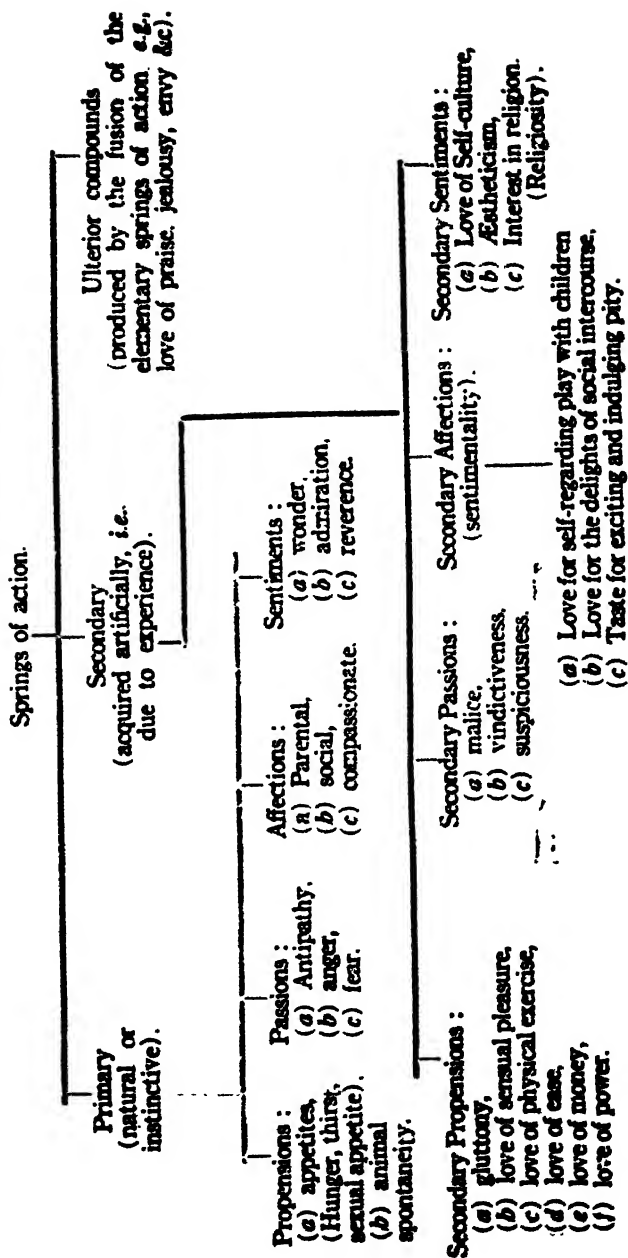 Springs of action.
Primary
(natural or
instinctive).
Secondary
(acquired artificially, i.e.
due to experience).
Ulterior compounds
(produced by the fusion of the
elementary springs of action e.g.,
love of praise, jealousy, envy &c).
Propensions :
(a) appetites,
(Hunger, thirst,
sexual appetite).
(b) animal
spontaneity.
Passions :
(a) Antipathy,
(b) anger,
(c) fear.
Affections :
(a) Parental,
(b) social,
(c) compassionate.
Sentiments :
(a) wonder,
(b) admiration,
(c) reverence.
Secondary Propensions :
(a) gluttony,
(b) love of sensual pleasure,
(c) love of physical exercise,
(d) love of ease,
(e) love of money,
(f) love of power.
Secondary Passions :
(a) malice,
(b) vindictiveness,
(c) suspiciousness.
Secondary Affections :
(sentimentality).
(a) Love for self-regarding play with children
(b) Love for the delights of social intercourse,
(c) Taste for exciting and indulging pity.
Secondary Sentiments :
(a) Love of Self-culture,
(b) Æstheticism,
(c) Interest in religion.
(Religiosity).